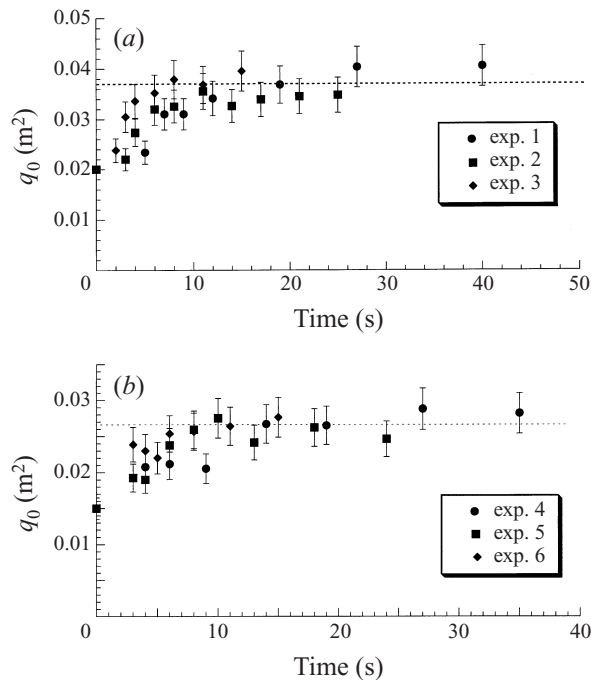 (a)
0.05
0.04
0.03
0.02
0.01
q0 (m2)
exp. 1
exp. 2
exp. 3
0 10 20 30 40 50
Time (s)
(b)
0.03
0.02
0.01
q0 (m2)
exp. 4
exp. 5
exp. 6
0 10 20 30 40
Time (s)